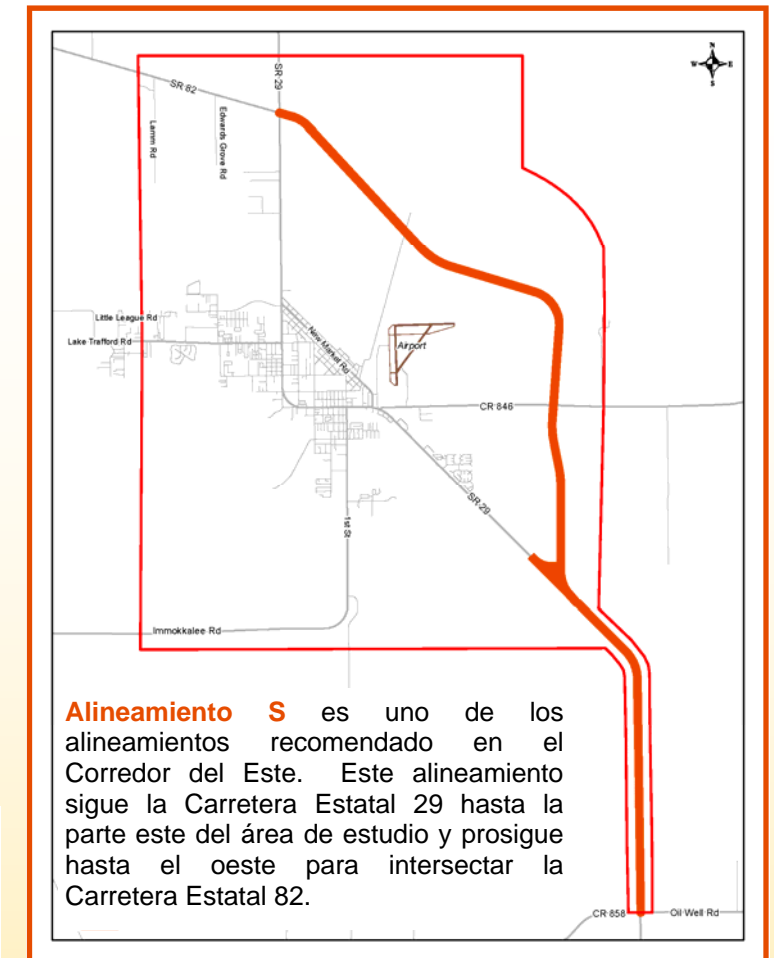 N
W E
S
SR 82
SR 29
Lamm Rd
Edwards Grove Rd
Little League Rd
Lake Trafford Rd
New Market Rd
Airport
CR 846
SR 29
1st St
Immokkalee Rd
Alineamiento S es uno de los
alineamientos recomendado en el
Corredor del Este. Este alineamiento
sigue la Carretera Estatal 29 hasta la
parte este del área de estudio y prosigue
hasta el oeste para intersectar la
Carretera Estatal 82.
CR 858
Oil Well Rd